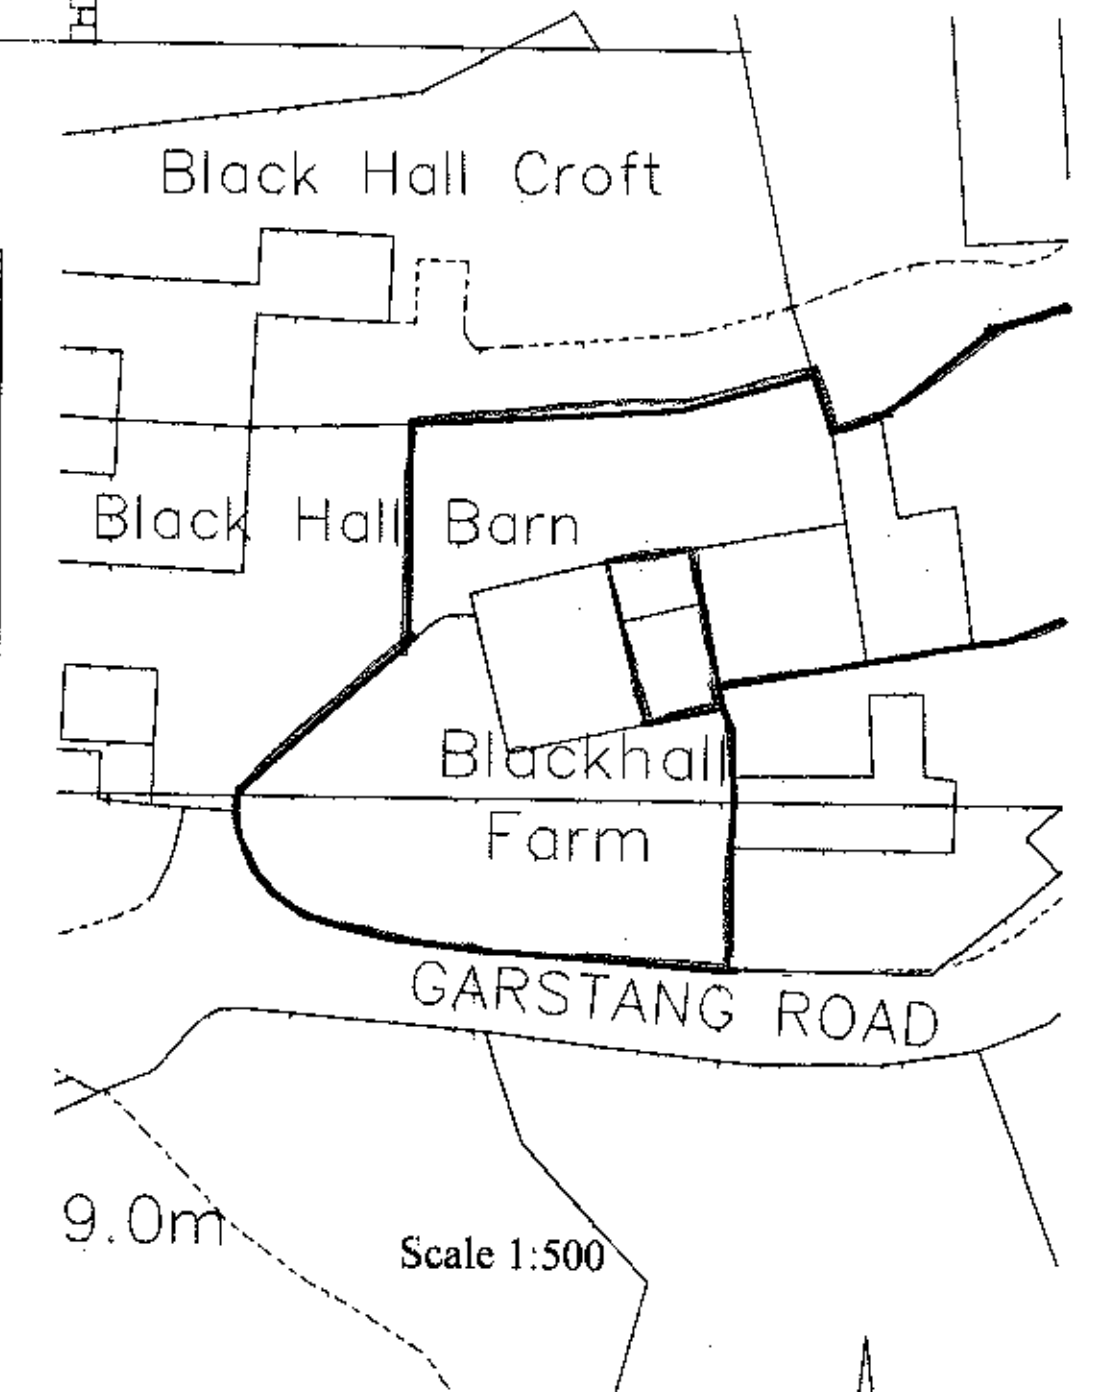 Black Hall Croft
Black Hall Barn
Blackhall
Farm
GARSTANG ROAD
9.0m
Scale 1:500